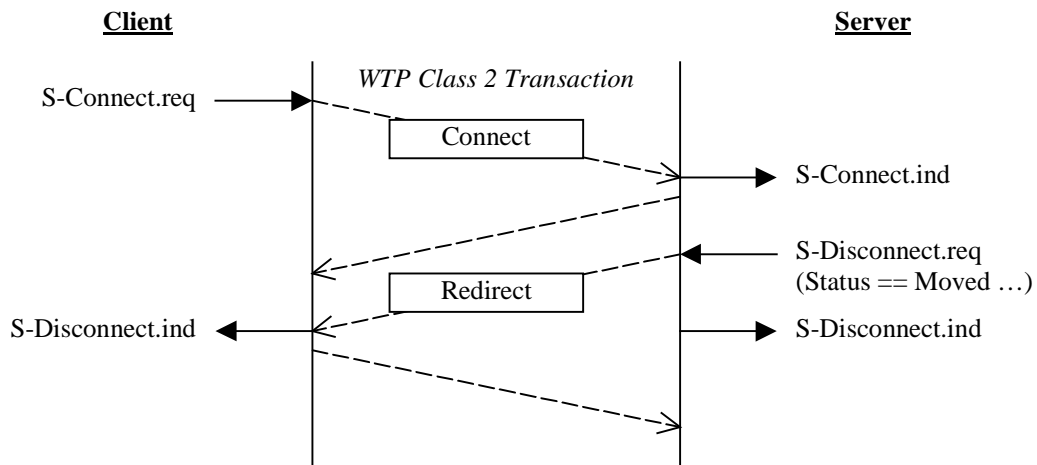 Client
Server
WTP Class 2 Transaction
S-Connect.req
Connect
S-Connect.ind
S-Disconnect.req
(Status == Moved …)
Redirect
S-Disconnect.ind
S-Disconnect.ind